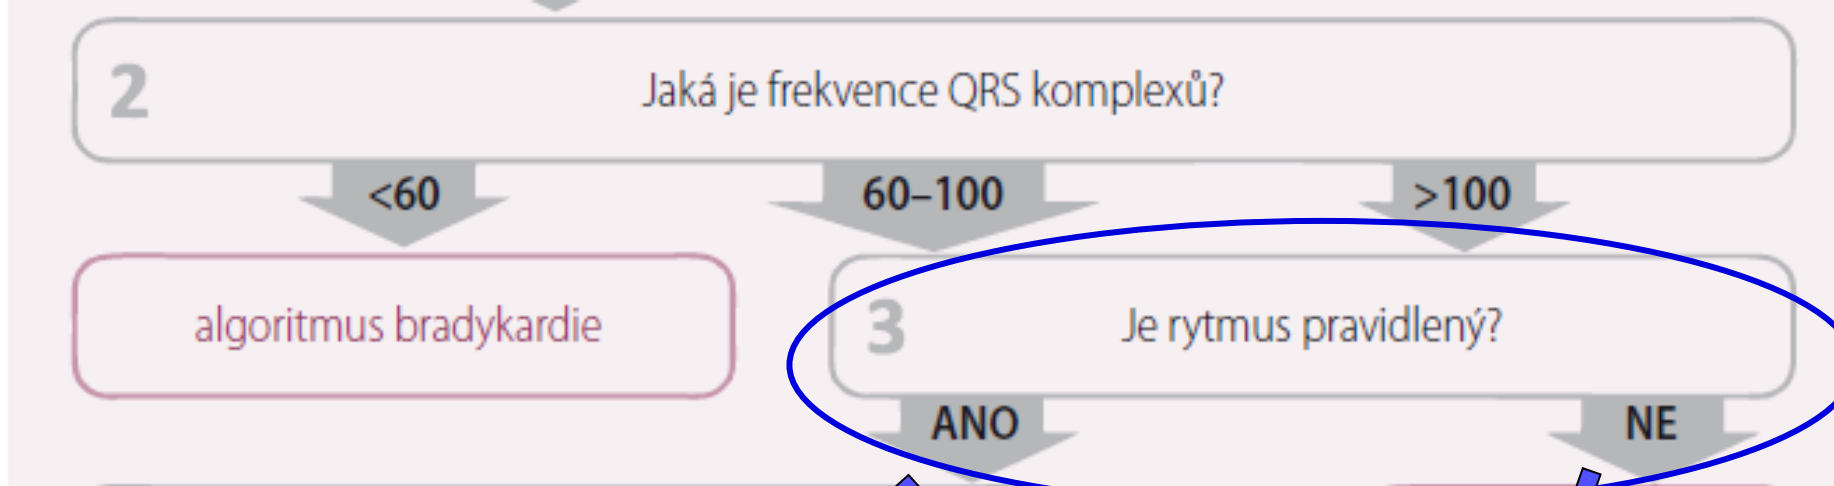 2
Jaká je frekvence QRS komplexů?
<60
60–100
>100
algoritmus bradykardie
3
Je rytmus pravidlený?
ANO
NE